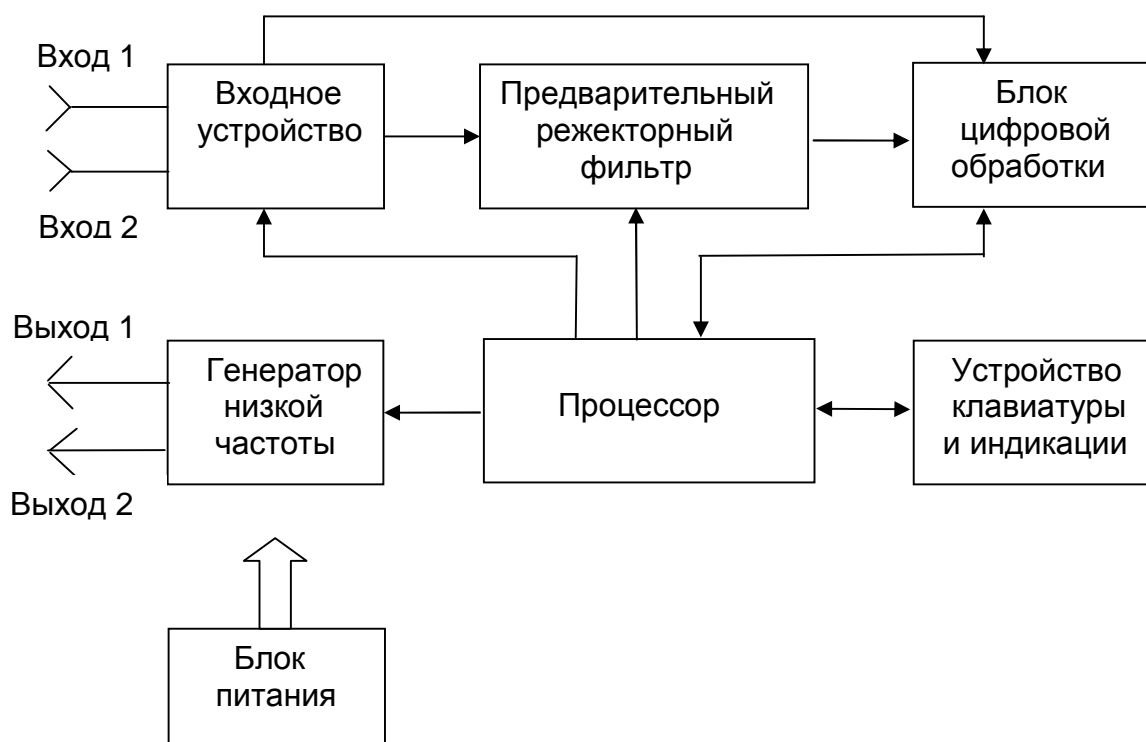 Вход 1
Вход 2
Входное
устройство
Предварительный
режекторный
фильтр
Блок
цифровой
обработки
Выход 1
Выход 2
Генератор
низкой
частоты
Процессор
Устройство
клавиатуры
и индикации
Блок
питания